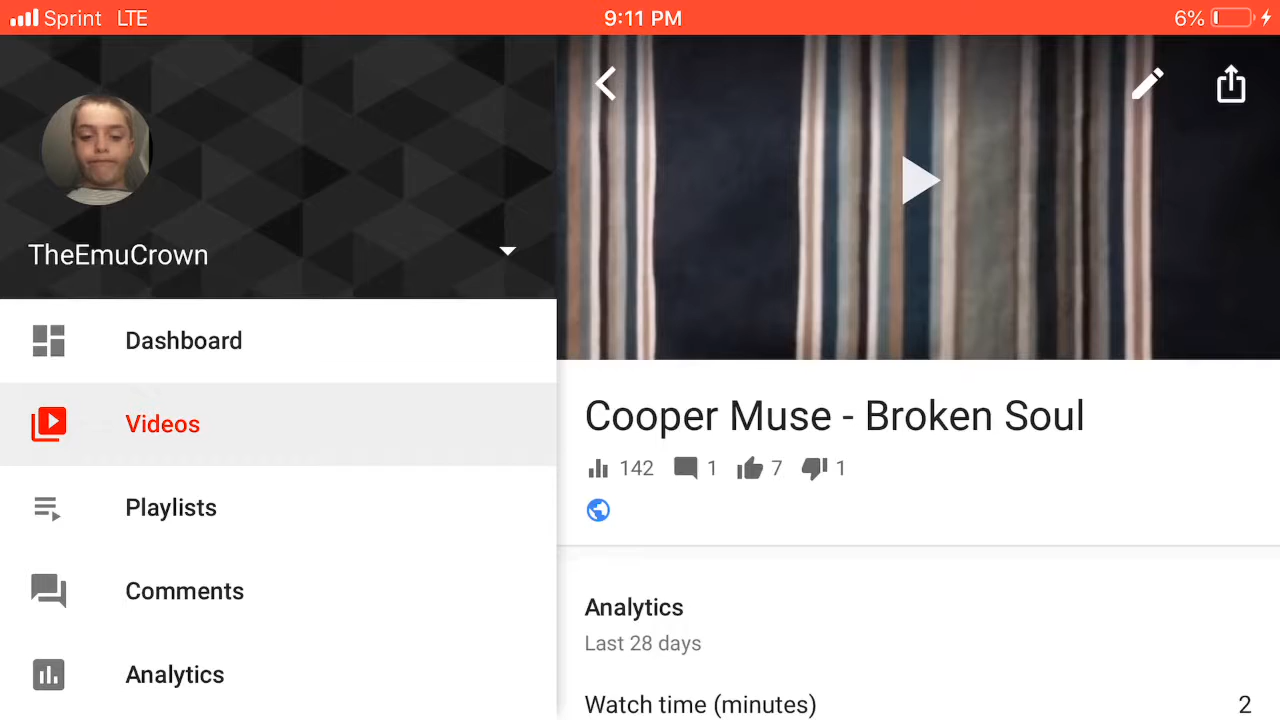 Sprint LTE 9:11 PM 6%
TheEmuCrown
Dashboard
Videos
Playlists
Comments
Analytics
Cooper Muse - Broken Soul
142 1 7 1
Analytics
Last 28 days
Watch time (minutes) 2